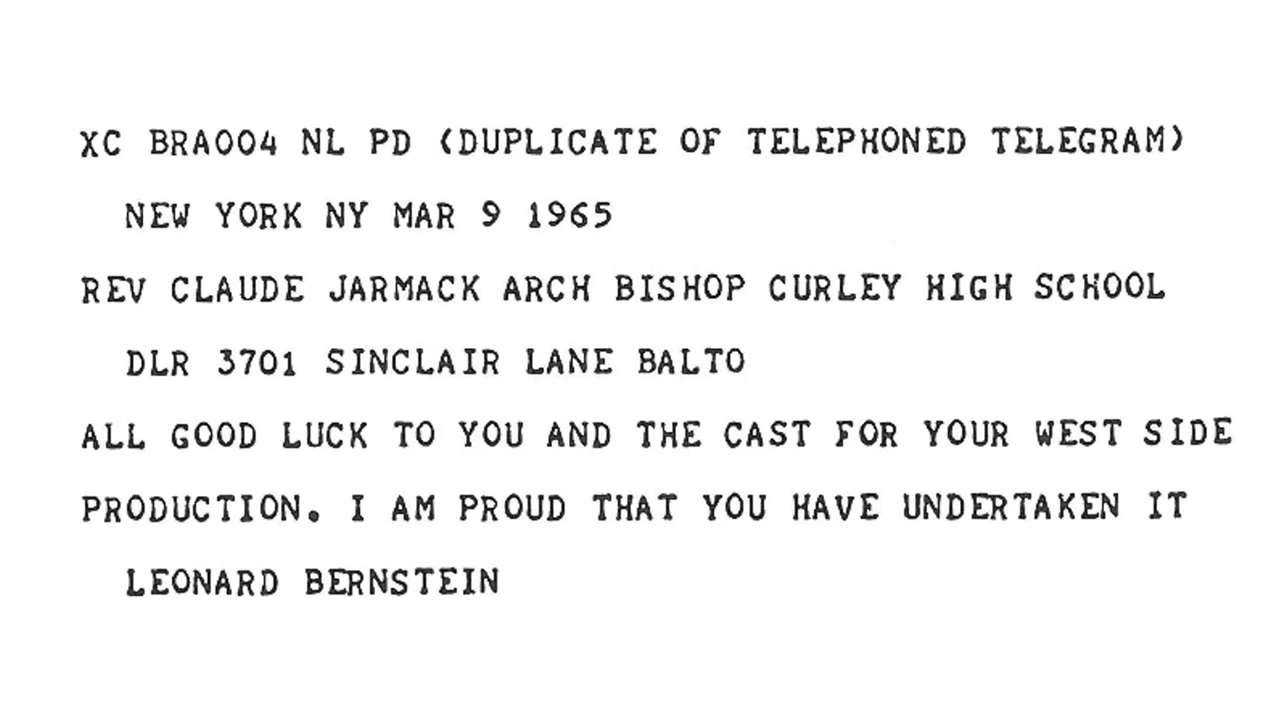 XC BRA004 NL PD (DUPLICATE OF TELEPHONED TELEGRAM)
NEW YORK NY MAR 9 1965
REV CLAUDE JARMACK ARCH BISHOP CURLEY HIGH SCHOOL
DLR 3701 SINCLAIR LANE BALTO
ALL GOOD LUCK TO YOU AND THE CAST FOR YOUR WEST SIDE
PRODUCTION. I AM PROUD THAT YOU HAVE UNDERTAKEN IT
LEONARD BERNSTEIN